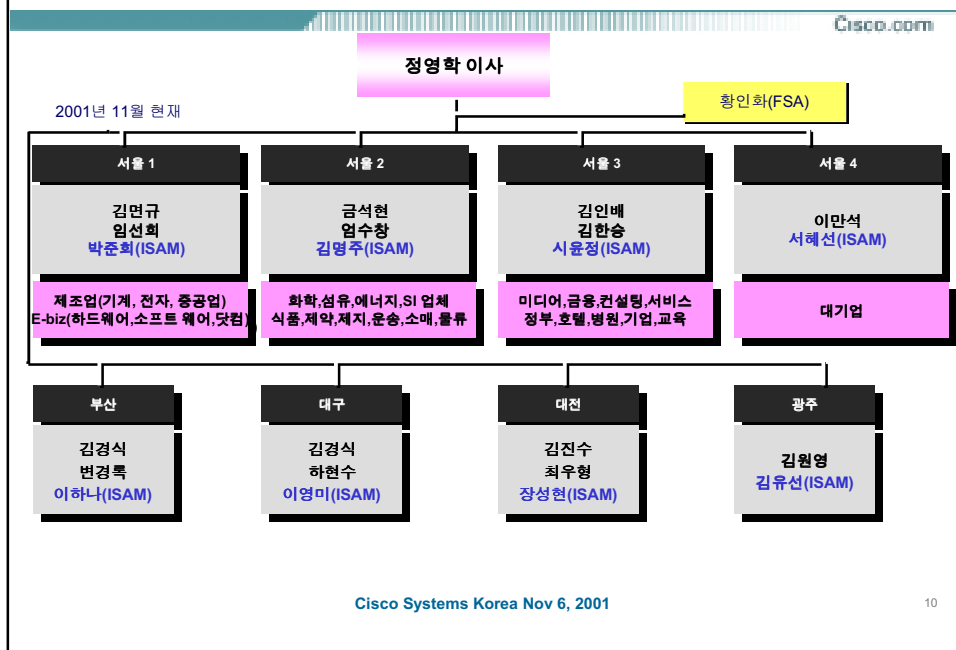 Cisco.com
정영학 이사
황인화(FSA)
2001년 11월 현재
서울 1
김면규
임선희
박준희(ISAM)
제조업(기계, 전자, 중공업)
E-biz(하드웨어,소프트 웨어,닷컴)
서울 2
금석현
엄수창
김명주(ISAM)
화학,섬유,에너지,SI 업체
식품,제약,제지,운송,소매,물류
서울 3
김인배
김한승
시윤정(ISAM)
미디어,금융,컨설팅,서비스
정부,호텔,병원,기업,교육
서울 4
이만석
서혜선(ISAM)
대기업
부산
김경식
변경록
이하나(ISAM)
대구
김경식
하현수
이영미(ISAM)
대전
김진수
최우형
장성현(ISAM)
광주
김원영
김유선(ISAM)
Cisco Systems Korea Nov 6, 2001
10